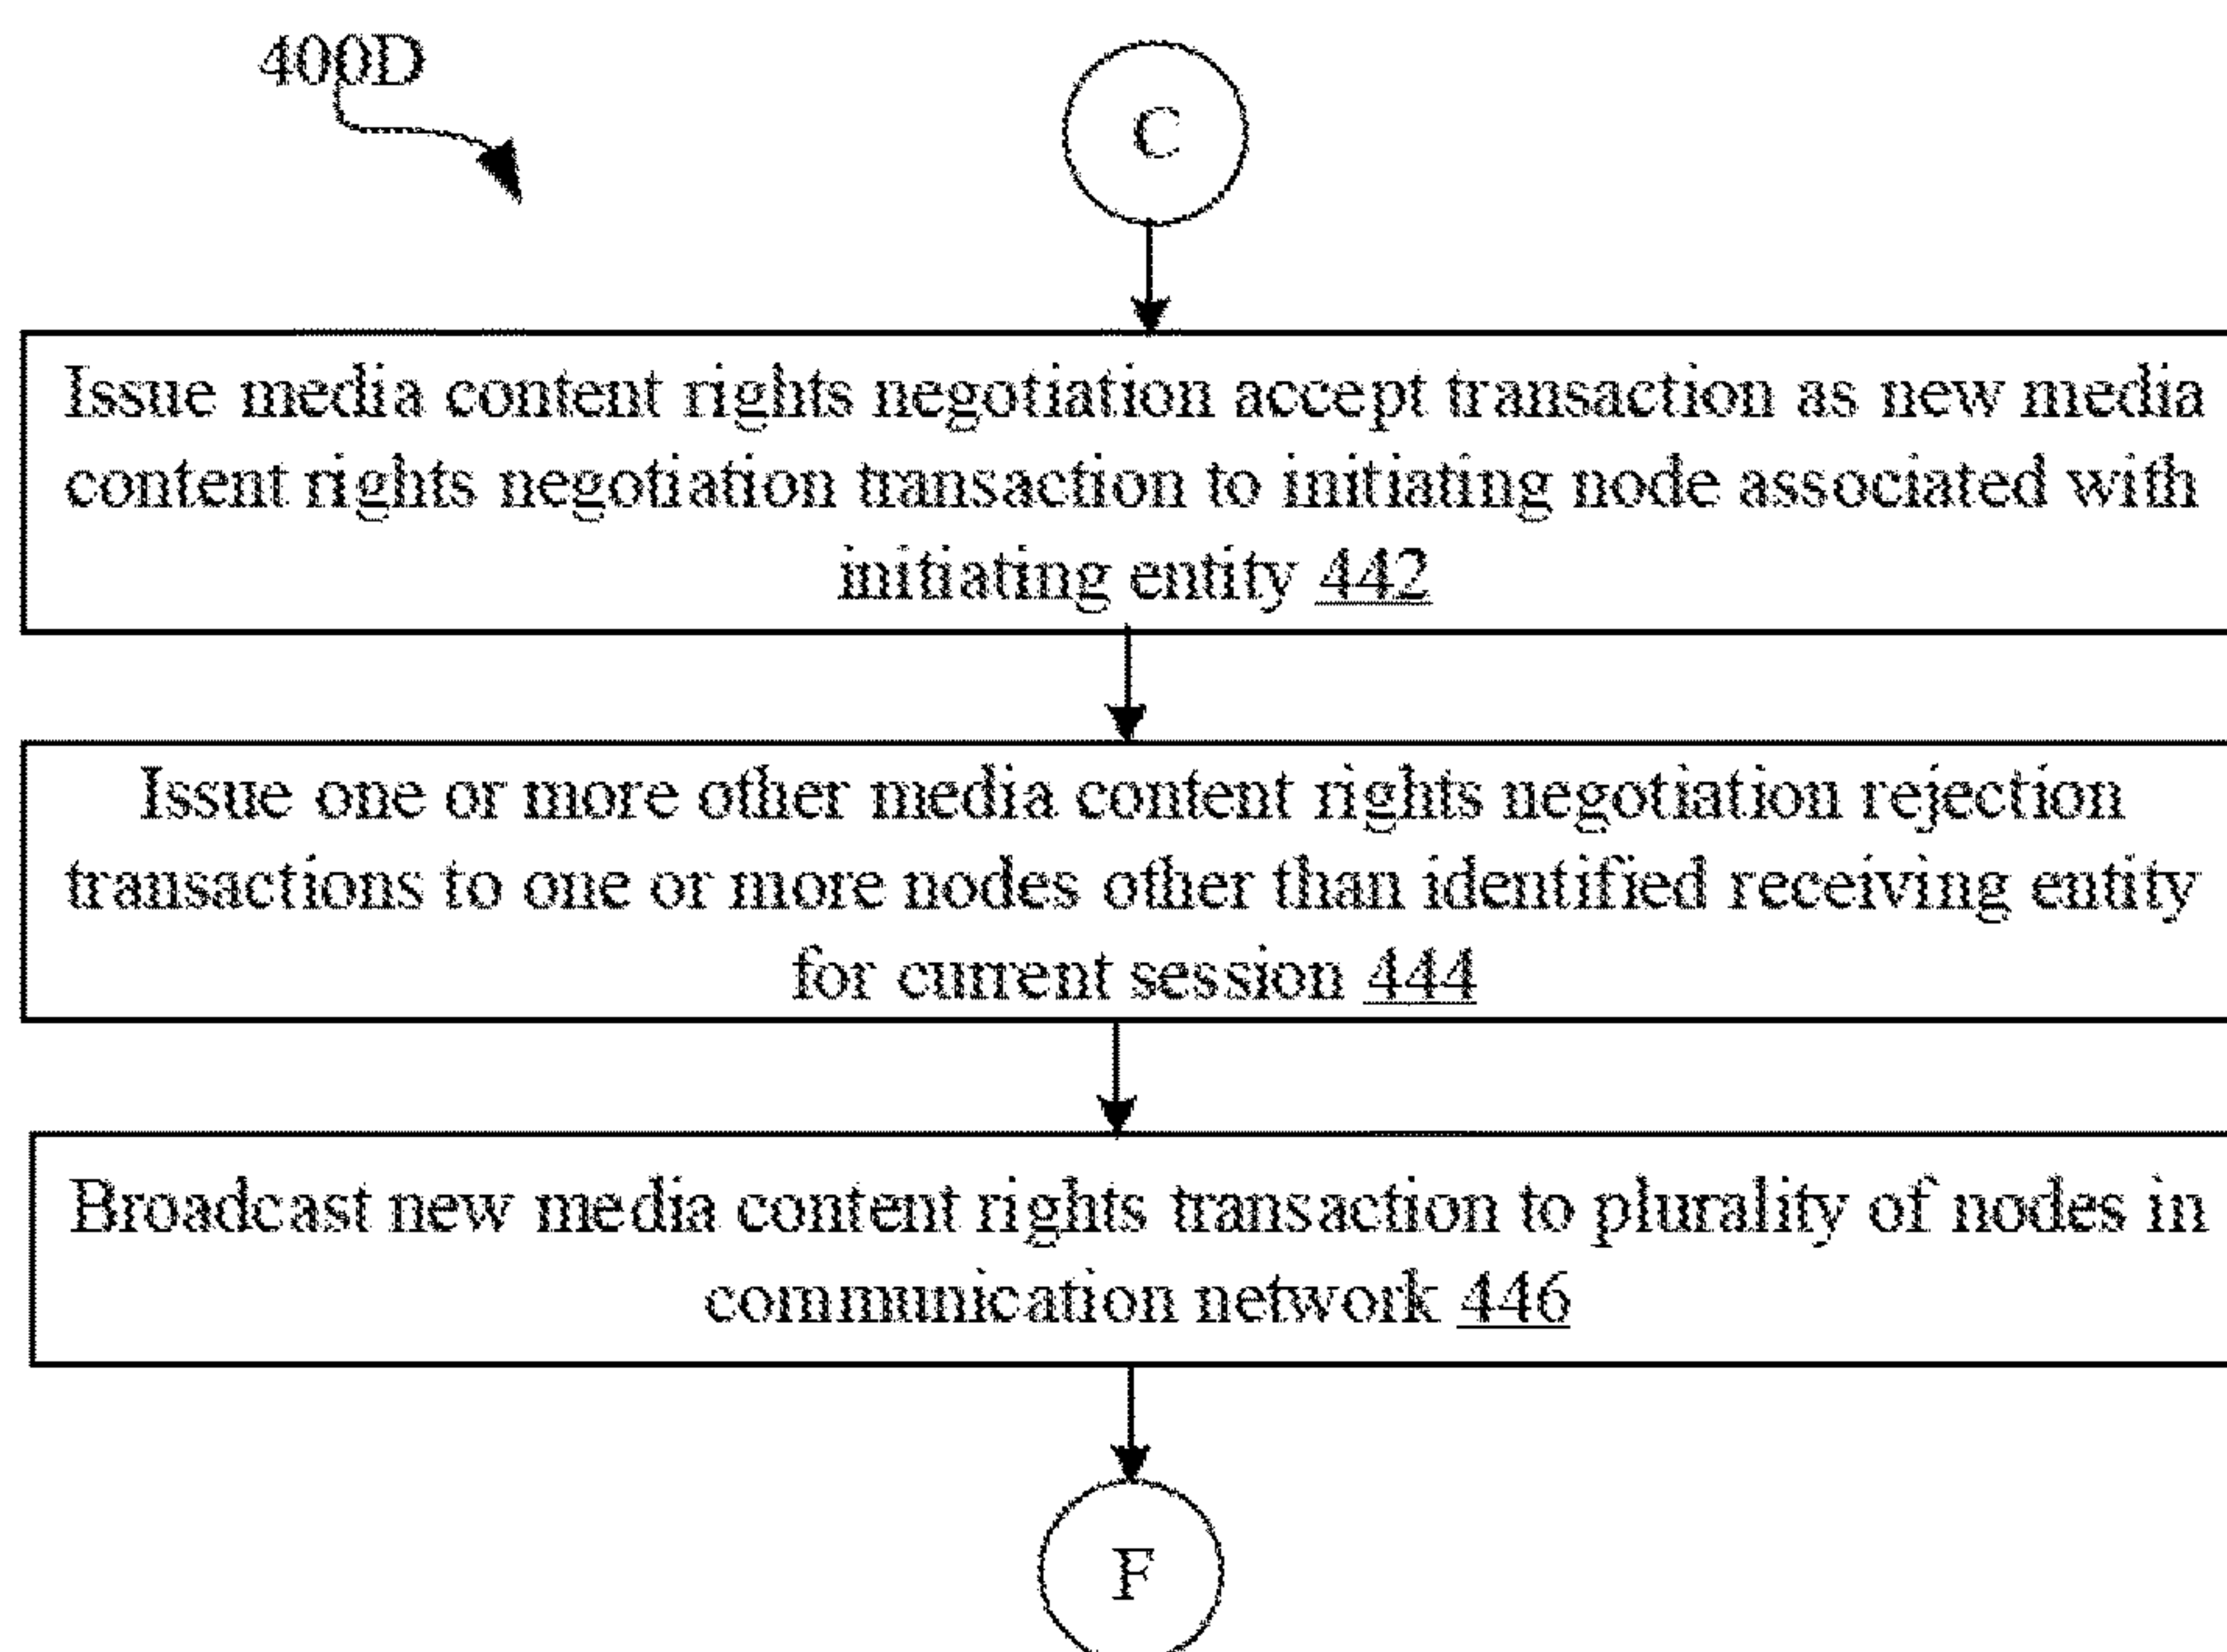 400D
C
Issue media content rights negotiation accept transaction as new media
content rights negotiation transaction to initiating node associated with
initiating entity 442
Issue one or more other media content rights negotiation rejection
transactions to one or more nodes other than identified receiving entity
for current session 444
Broadcast new media content rights transaction to plurality of nodes in
communication network 446
F